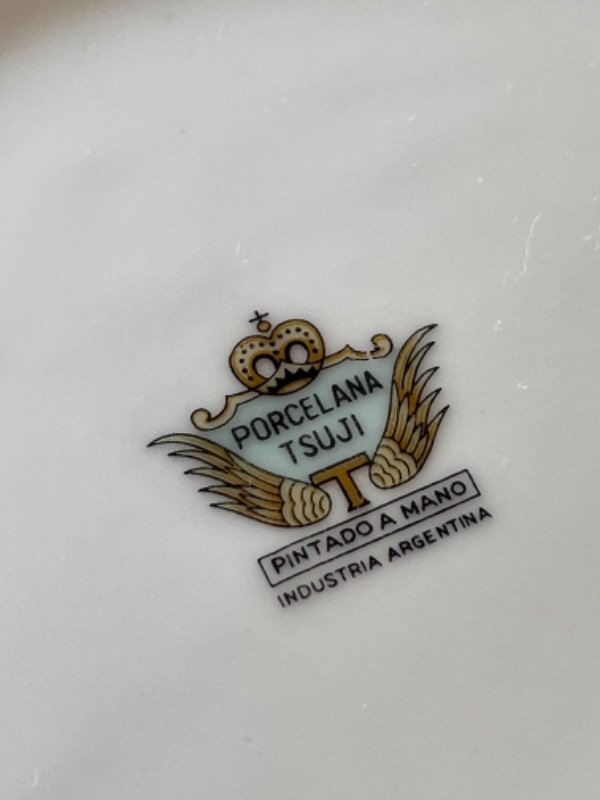 PORCELANA
TSUJI
T
PINTADO A MANO
INDUSTRIA ARGENTINA